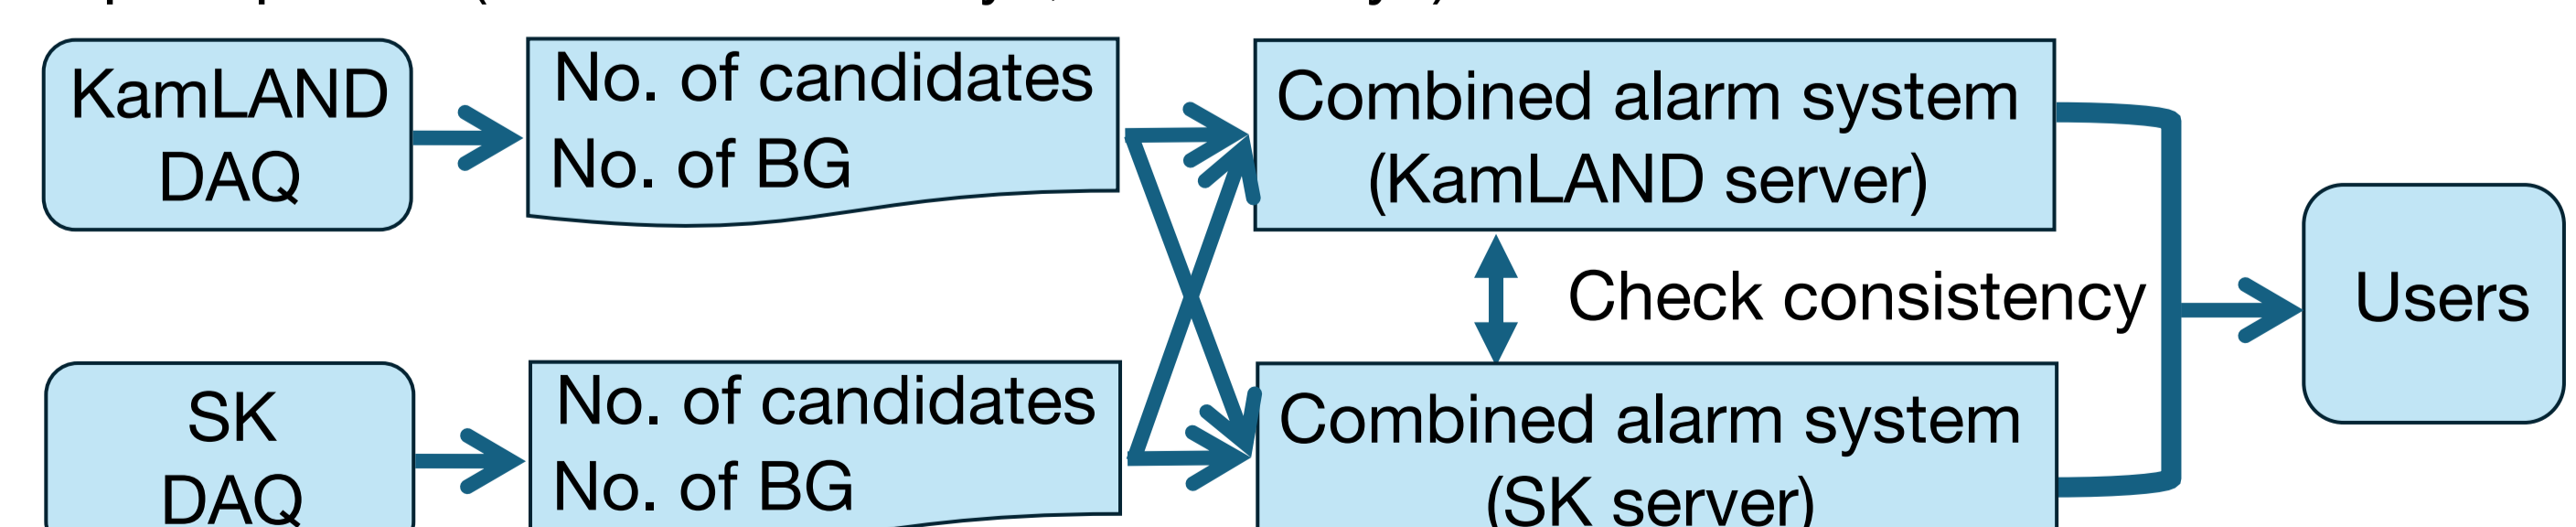 KamLAND
DAQ
No. of candidates
No. of BG
Combined alarm system
(KamLAND server)
Check consistency
Users
SK
DAQ
No. of candidates
No. of BG
Combined alarm system
(SK server)